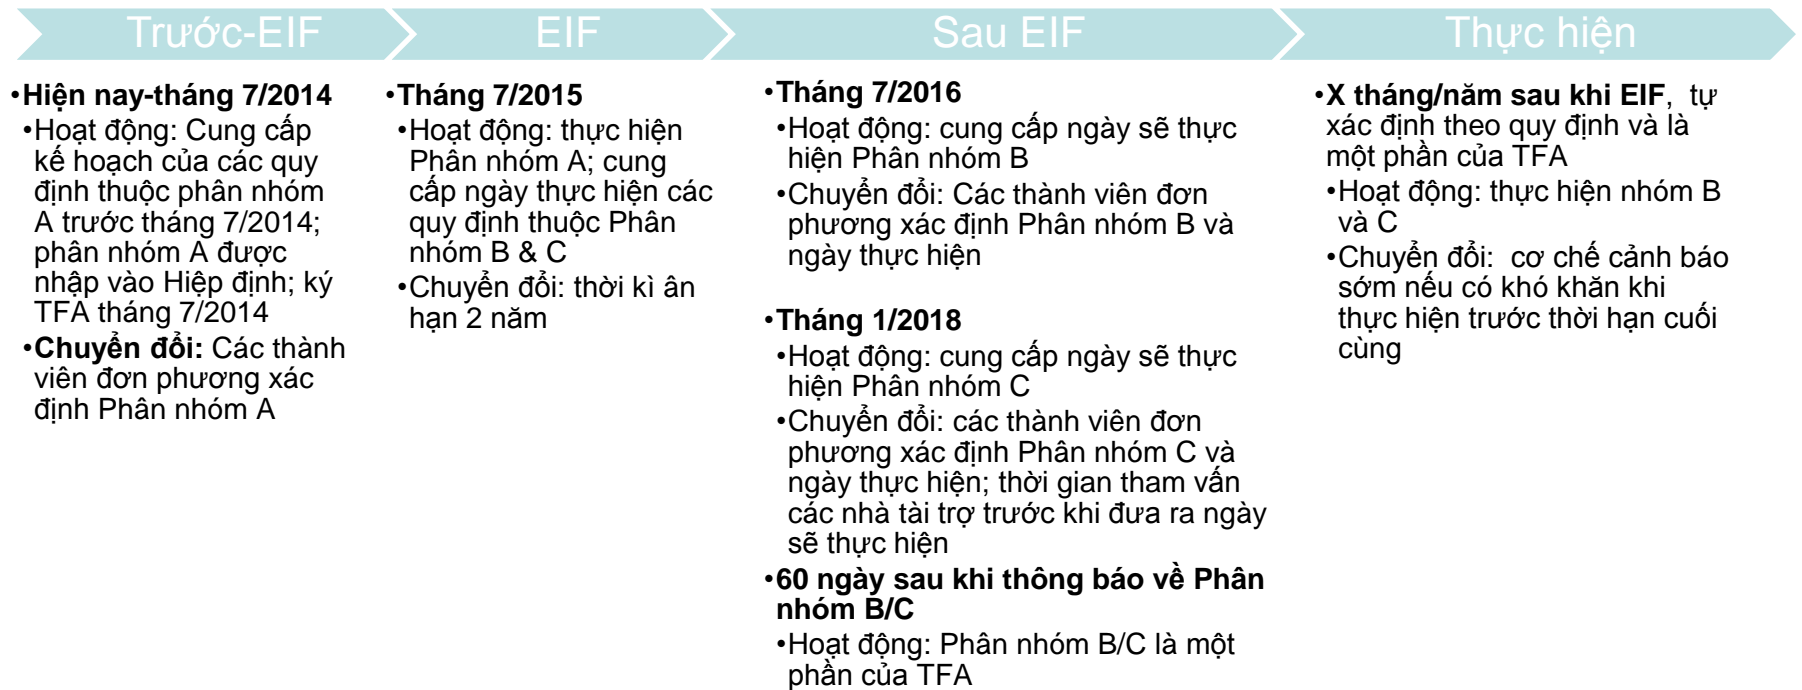 Trước-EIF
EIF
Sau EIF
Thực hiện
•Hiện nay-tháng 7/2014
•Hoạt động: Cung cấp
kế hoạch của các quy
định thuộc phân nhóm
A trước tháng 7/2014;
phân nhóm A được
nhập vào Hiệp định; ký
TFA tháng 7/2014
•Chuyển đổi: Các thành
viên đơn phương xác
định Phân nhóm A
•Tháng 7/2015
•Hoạt động: thực hiện
Phân nhóm A; cung
cấp ngày thực hiện các
quy định thuộc Phân
nhóm B & C
•Chuyển đổi: thời kì ân
hạn 2 năm
•Tháng 7/2016
•Hoạt động: cung cấp ngày sẽ thực
hiện Phân nhóm B
•Chuyển đổi: Các thành viên đơn
phương xác định Phân nhóm B và
ngày thực hiện
•Tháng 1/2018
•Hoạt động: cung cấp ngày sẽ thực
hiện Phân nhóm C
•Chuyển đổi: các thành viên đơn
phương xác định Phân nhóm C và
ngày thực hiện; thời gian tham vấn
các nhà tài trợ trước khi đưa ra ngày
sẽ thực hiện
•60 ngày sau khi thông báo về Phân
nhóm B/C
•Hoạt động: Phân nhóm B/C là một
phần của TFA
•X tháng/năm sau khi EIF, tự
xác định theo quy định và là
một phần của TFA
•Hoạt động: thực hiện nhóm B
và C
•Chuyển đổi: cơ chế cảnh báo
sớm nếu có khó khăn khi
thực hiện trước thời hạn cuối
cùng